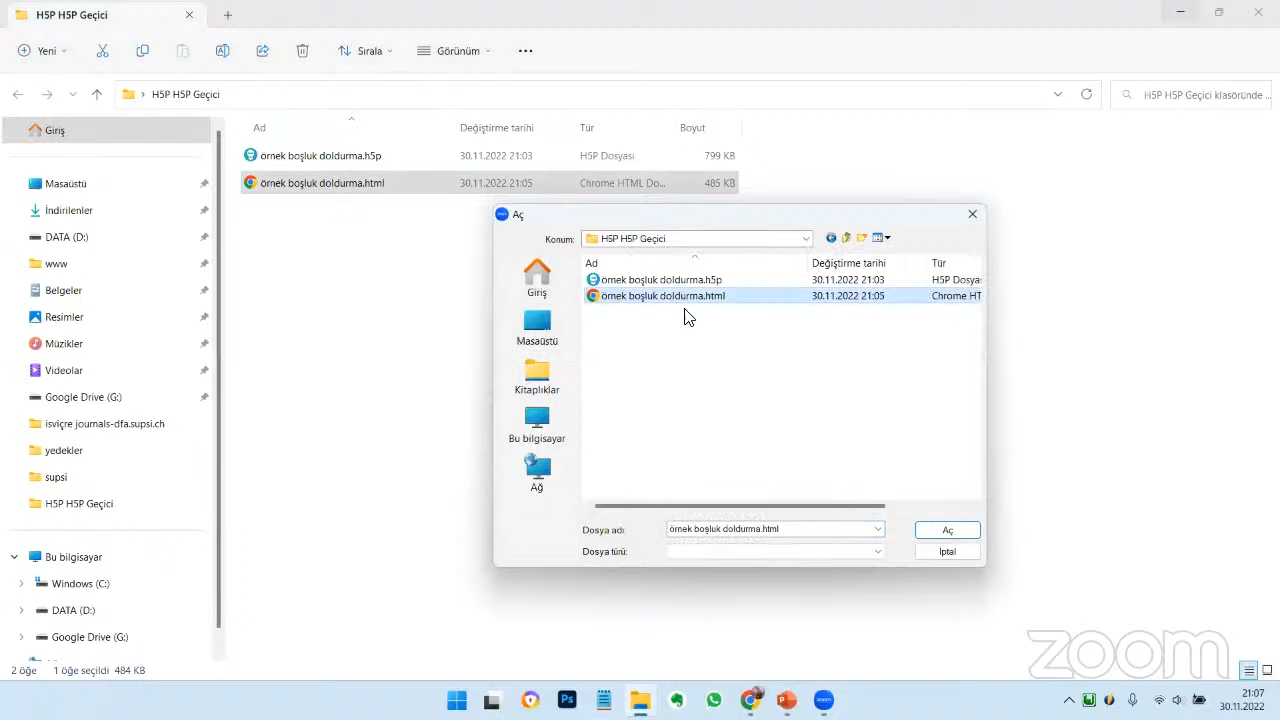 H5P H5P Geçici
Yeni
Sırala
Görünüm
H5P H5P Geçici
H5P H5P Geçici klasöründe ...
Giriş
Masaüstü
İndirilenler
DATA (D:)
www
Belgeler
Resimler
Müzikler
Videolar
Google Drive (G:)
isviçre journals-dfa.supsi.ch
yedekler
supsi
H5P H5P Geçici
Bu bilgisayar
Windows (C:)
DATA (D:)
Google Drive (G:)
Ad Değiştirme tarihi Tür Boyut
örnek boşluk doldurma.h5p 30.11.2022 21:03 H5P Dosyası 799 KB
örnek boşluk doldurma.html 30.11.2022 21:05 Chrome HTML Do... 485 KB
Aç
Konum: H5P H5P Geçici
Giriş
Masaüstü
Kitaplıklar
Bu bilgisayar
Ağ
Ad Değiştirme tarihi Tür
örnek boşluk doldurma.h5p 30.11.2022 21:03 H5P Dosya
örnek boşluk doldurma.html 30.11.2022 21:05 Chrome HT
Dosya adı: örnek boşluk doldurma.html Aç
Dosya türü: İptal
2 öğe 1 öğe seçildi 484 KB
zoom
Ps
zoom
21:07
30.11.2022